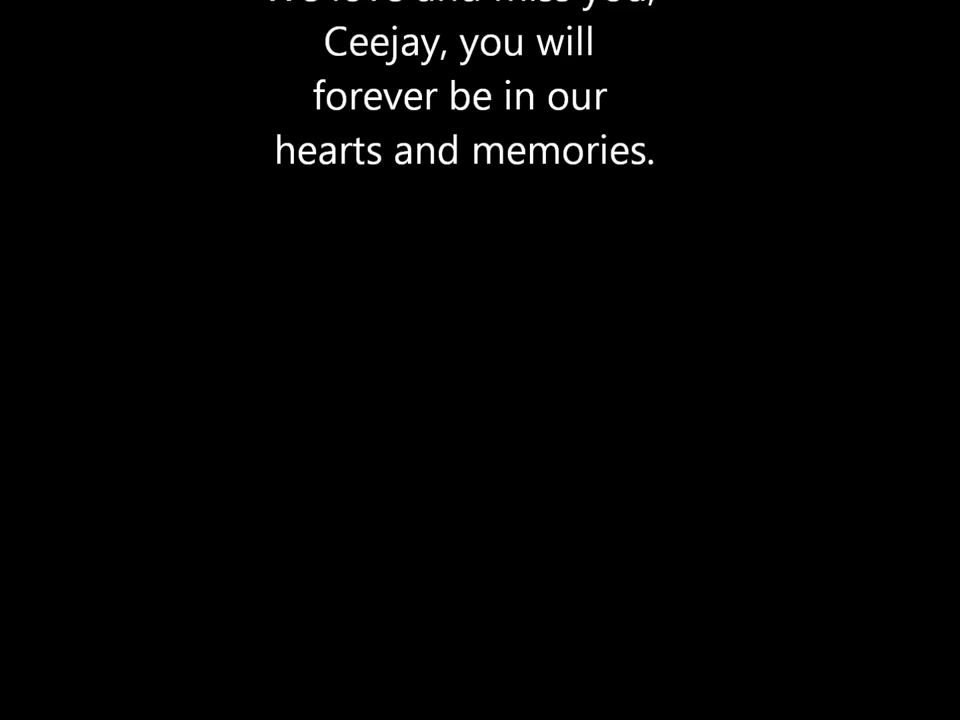 We love and miss you,
Ceejay, you will
forever be in our
hearts and memories.